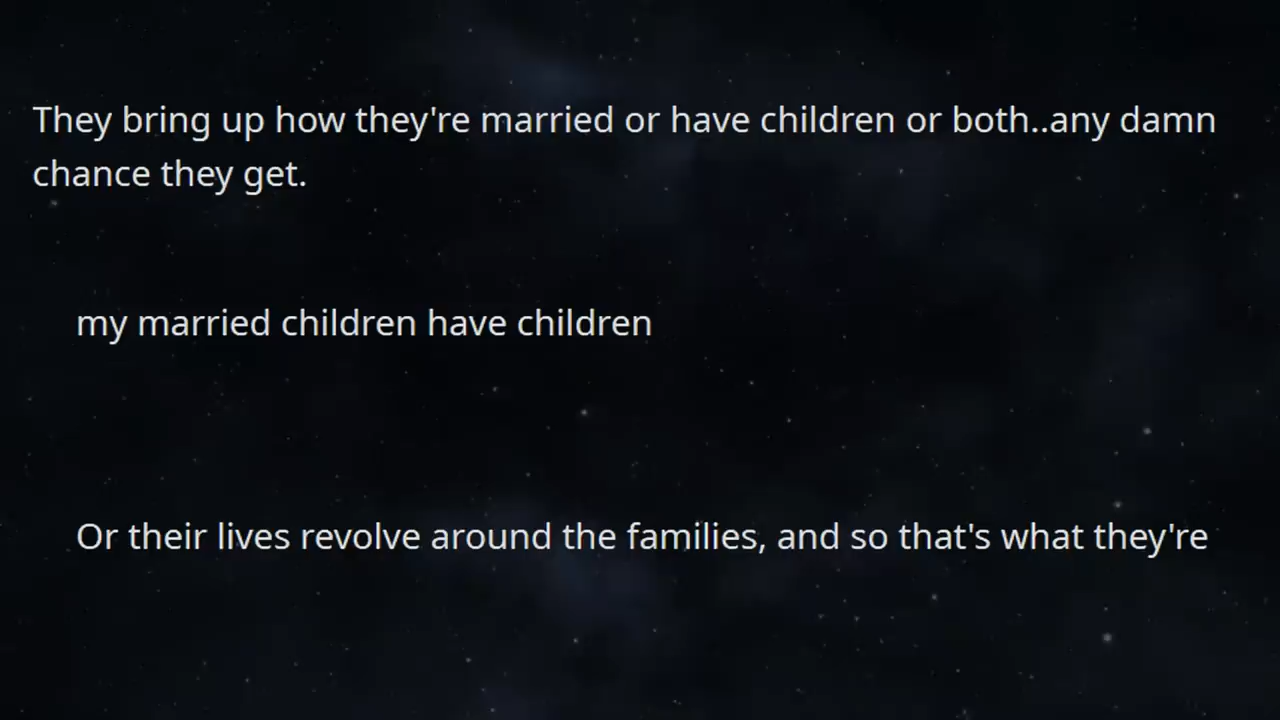 They bring up how they're married or have children or both..any damn
chance they get.
my married children have children
Or their lives revolve around the families, and so that's what they're